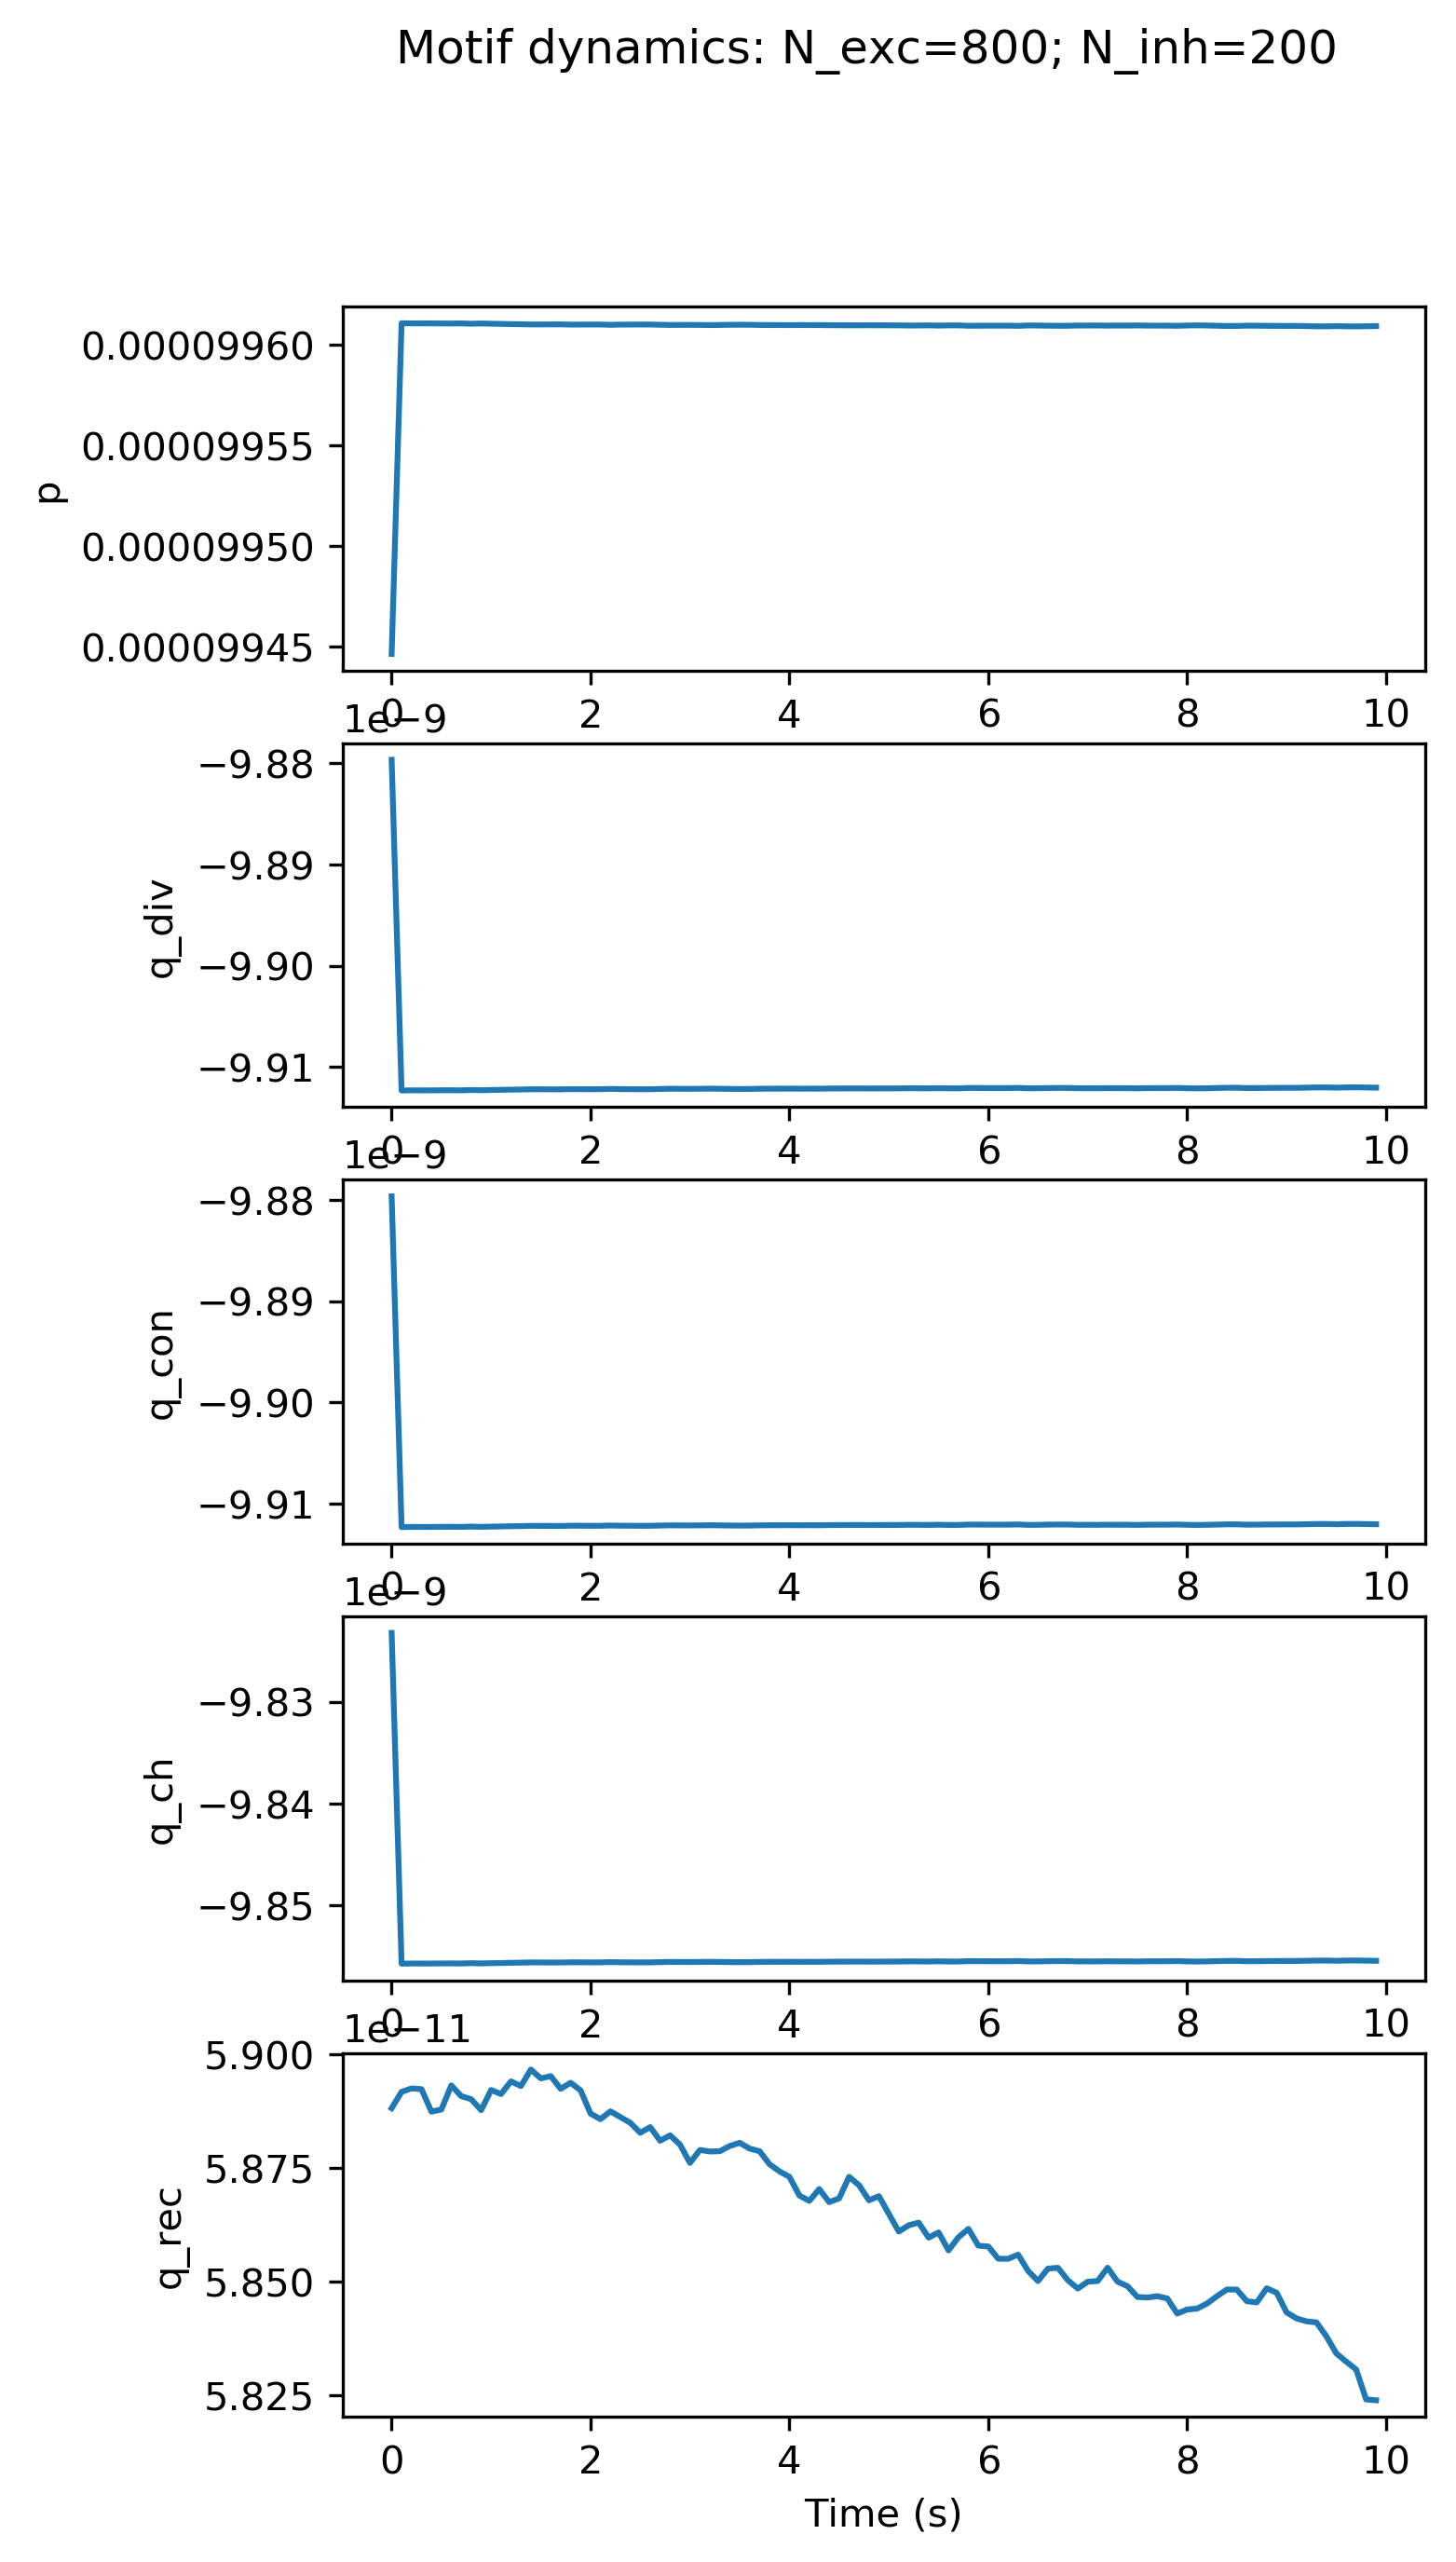 Motif dynamics: N_exc=800; N_inh=200
0.00009960
0.00009955
0.00009950
0.00009945
p
0 2 4 6 8 10
1e−9
−9.88
−9.89
−9.90
−9.91
q_div
0 2 4 6 8 10
1e−9
−9.88
−9.89
−9.90
−9.91
q_con
0 2 4 6 8 10
1e−9
−9.83
−9.84
−9.85
q_ch
0 2 4 6 8 10
1e−11
5.900
5.875
5.850
5.825
q_rec
0 2 4 6 8 10
Time (s)